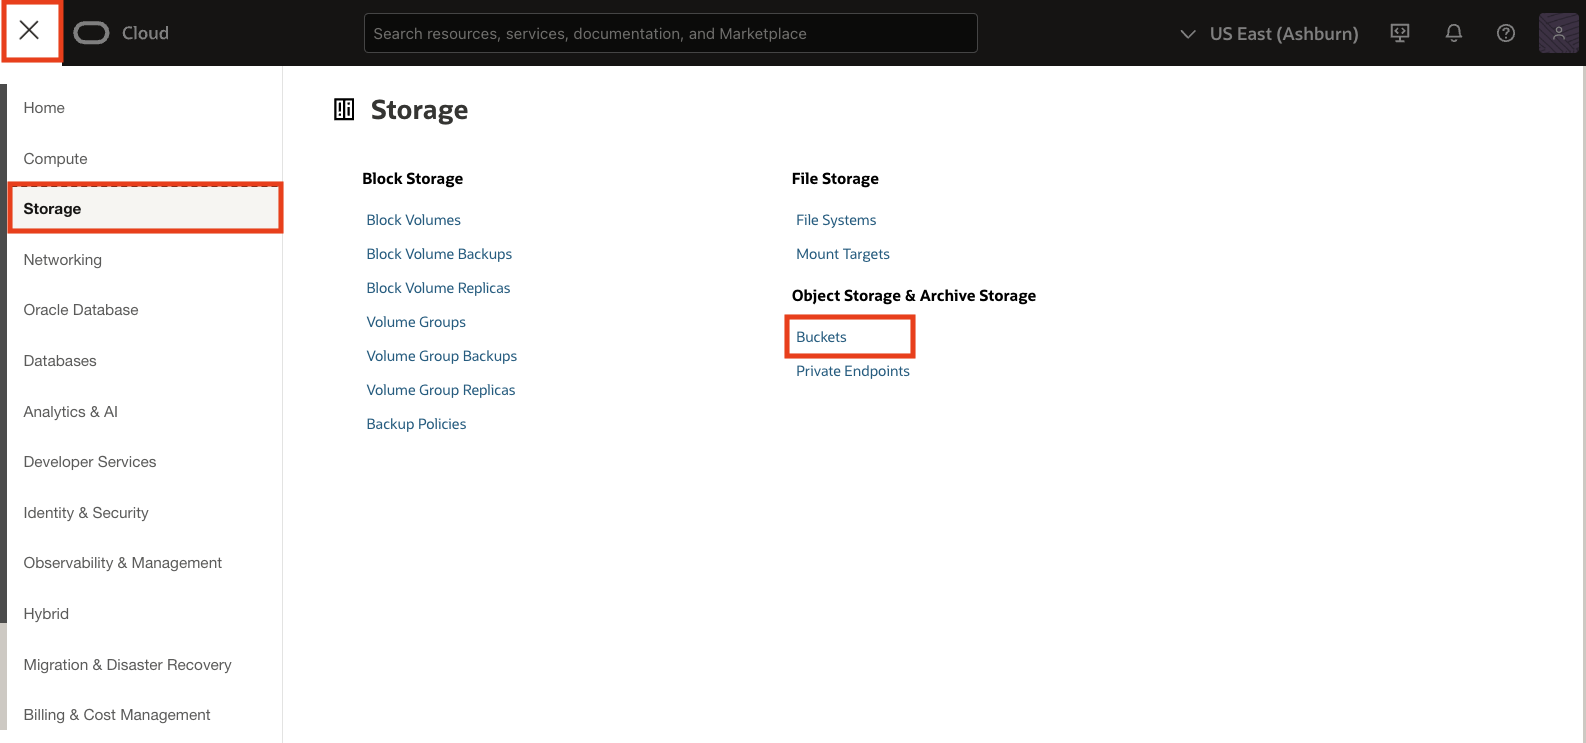 Cloud
Search resources, services, documentation, and Marketplace
US East (Ashburn)
Home
Compute
Storage
Networking
Oracle Database
Databases
Analytics & AI
Developer Services
Identity & Security
Observability & Management
Hybrid
Migration & Disaster Recovery
Billing & Cost Management
Storage
Block Storage
Block Volumes
Block Volume Backups
Block Volume Replicas
Volume Groups
Volume Group Backups
Volume Group Replicas
Backup Policies
File Storage
File Systems
Mount Targets
Object Storage & Archive Storage
Buckets
Private Endpoints